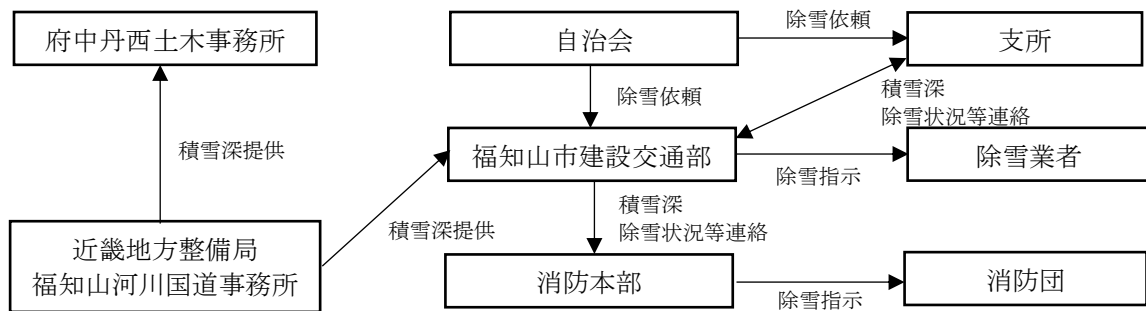 除雪依頼
府中丹西土木事務所
自治会
支所
除雪依頼
積雪深
除雪状況等連絡
積雪深提供
福知山市建設交通部
除雪業者
除雪指示
積雪深
除雪状況等連絡
積雪深提供
近畿地方整備局
福知山河川国道事務所
消防本部
消防団
除雪指示